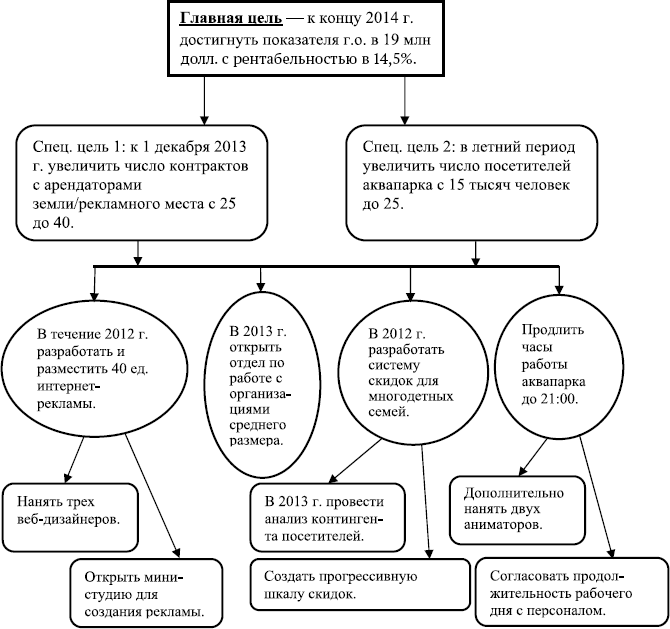 Главная цель — к концу 2014 г.
достигнуть показателя г.о. в 19 млн
долл. с рентабельностью в 14,5%.
Спец. цель 1: к 1 декабря 2013
г. увеличить число контрактов
с арендаторами
земли/рекламного места с 25
до 40.
Спец. цель 2: в летний период
увеличить число посетителей
аквапарка с 15 тысяч человек
до 25.
В течение 2012 г.
разработать и
разместить 40 ед.
интернет-
рекламы.
В 2013 г.
открыть
отдел по
работе с
организа-
циями
среднего
размера.
В 2012 г.
разработать
систему
скидок для
многодетных
семей.
Продлить
часы
работы
аквапарка
до 21:00.
Нанять трех
веб-дизайнеров.
Открыть мини-
студию для
создания рекламы.
В 2013 г. провести
анализ континген-
та посетителей.
Создать прогрессивную
шкалу скидок.
Дополнительно
нанять двух
аниматоров.
Согласовать продол-
жительность рабочего
дня с персоналом.